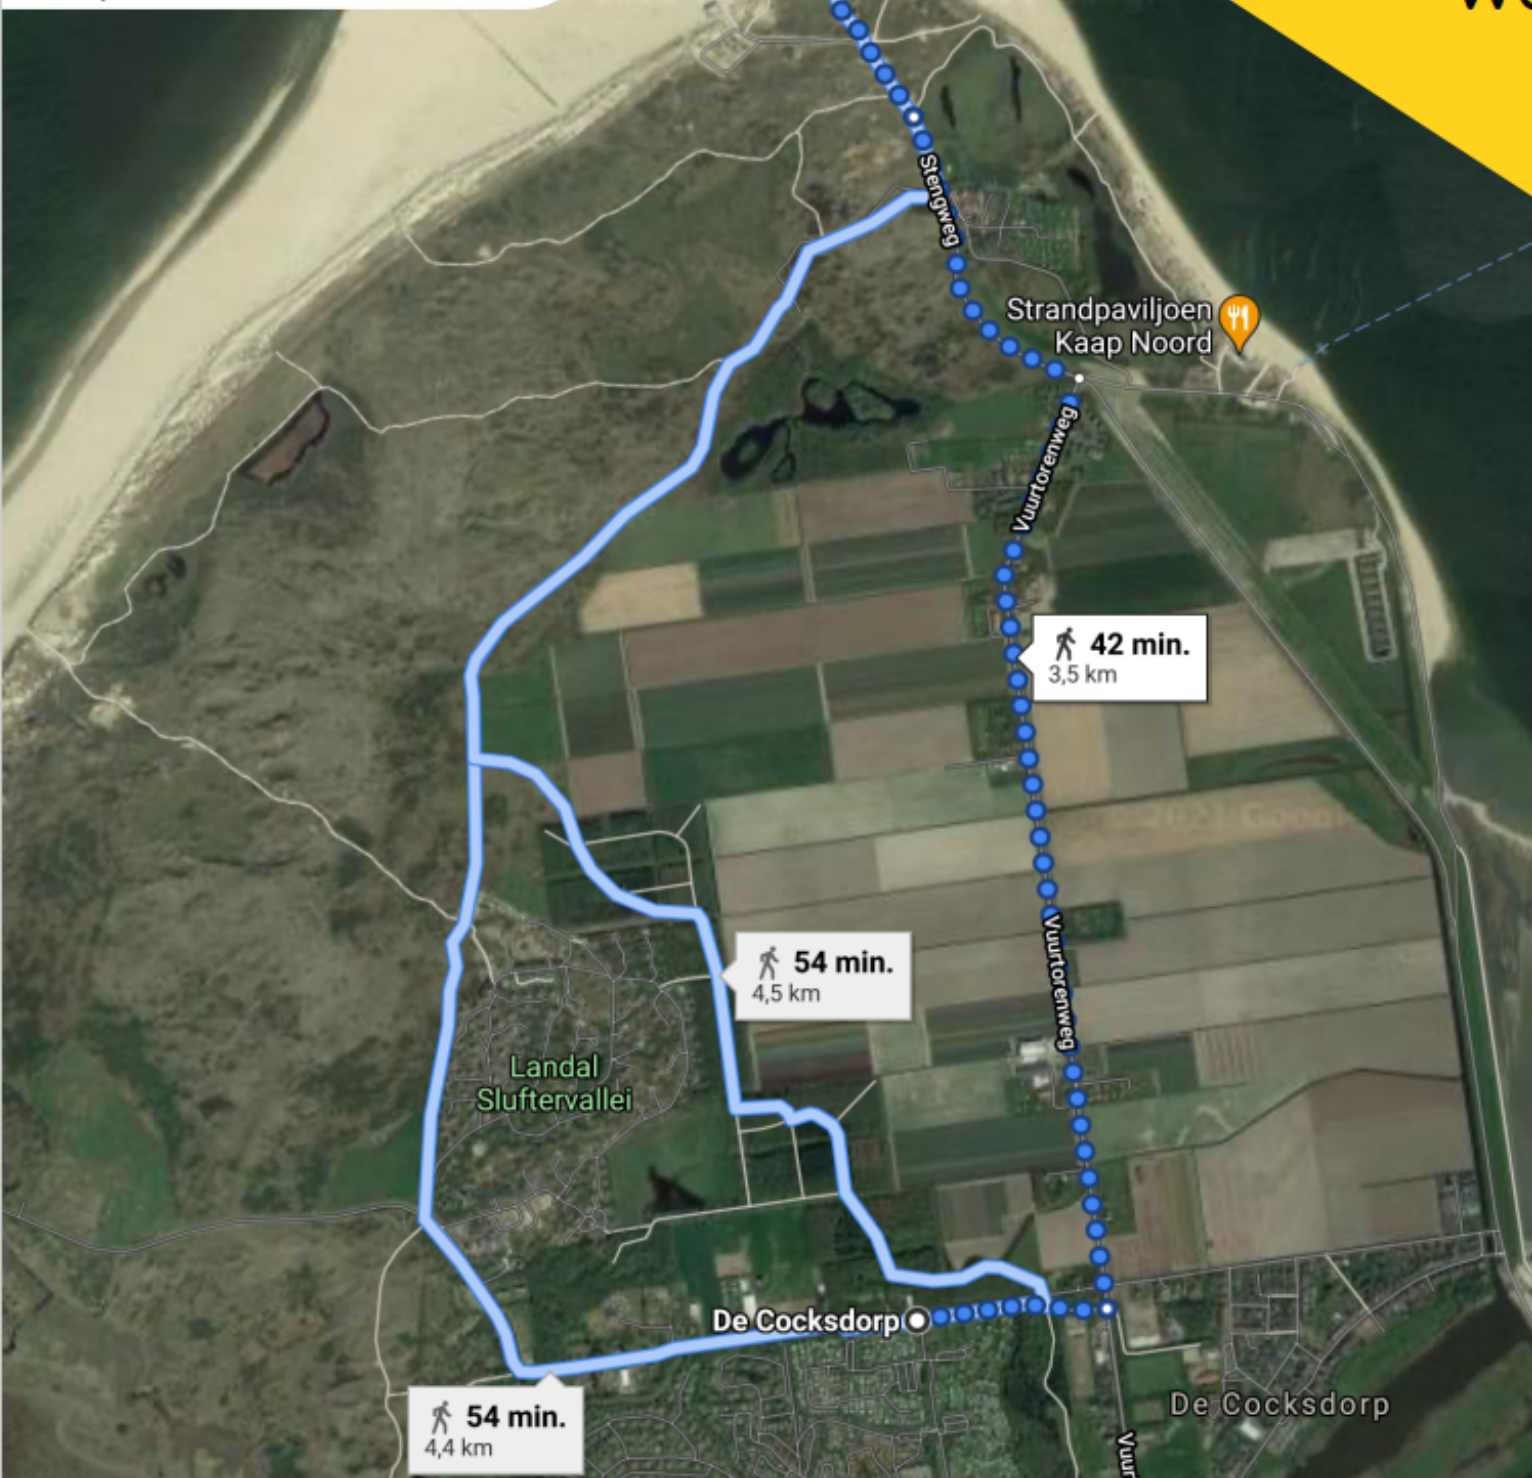 Stengweg
Strandpaviljoen
Kaap Noord
Vuurtorenweg
42 min.
3,5 km
Vuurtorenweg
54 min.
4,5 km
Landal
Sluftervallei
De Cocksdorp
De Cocksdorp
54 min.
4,4 km